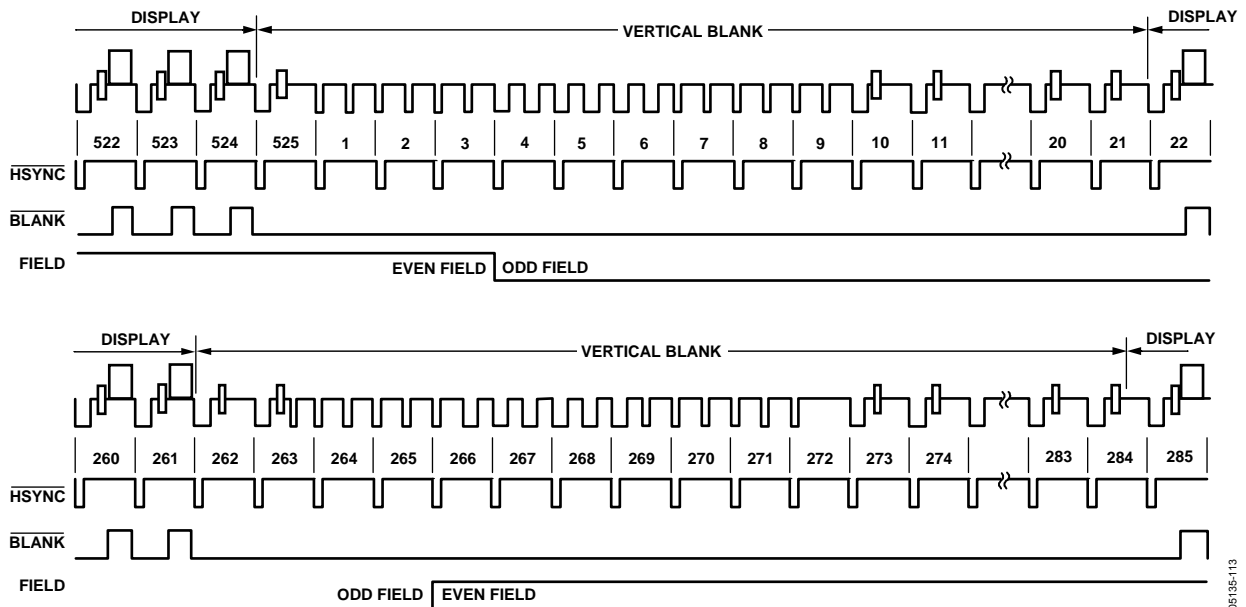 DISPLAY VERTICAL BLANK DISPLAY
522 523 524 525 1 2 3 4 5 6 7 8 9 10 11 20 21 22
HSYNC
BLANK
FIELD
EVEN FIELD ODD FIELD
DISPLAY VERTICAL BLANK DISPLAY
260 261 262 263 264 265 266 267 268 269 270 271 272 273 274 283 284 285
HSYNC
BLANK
FIELD
ODD FIELD EVEN FIELD
05135-113